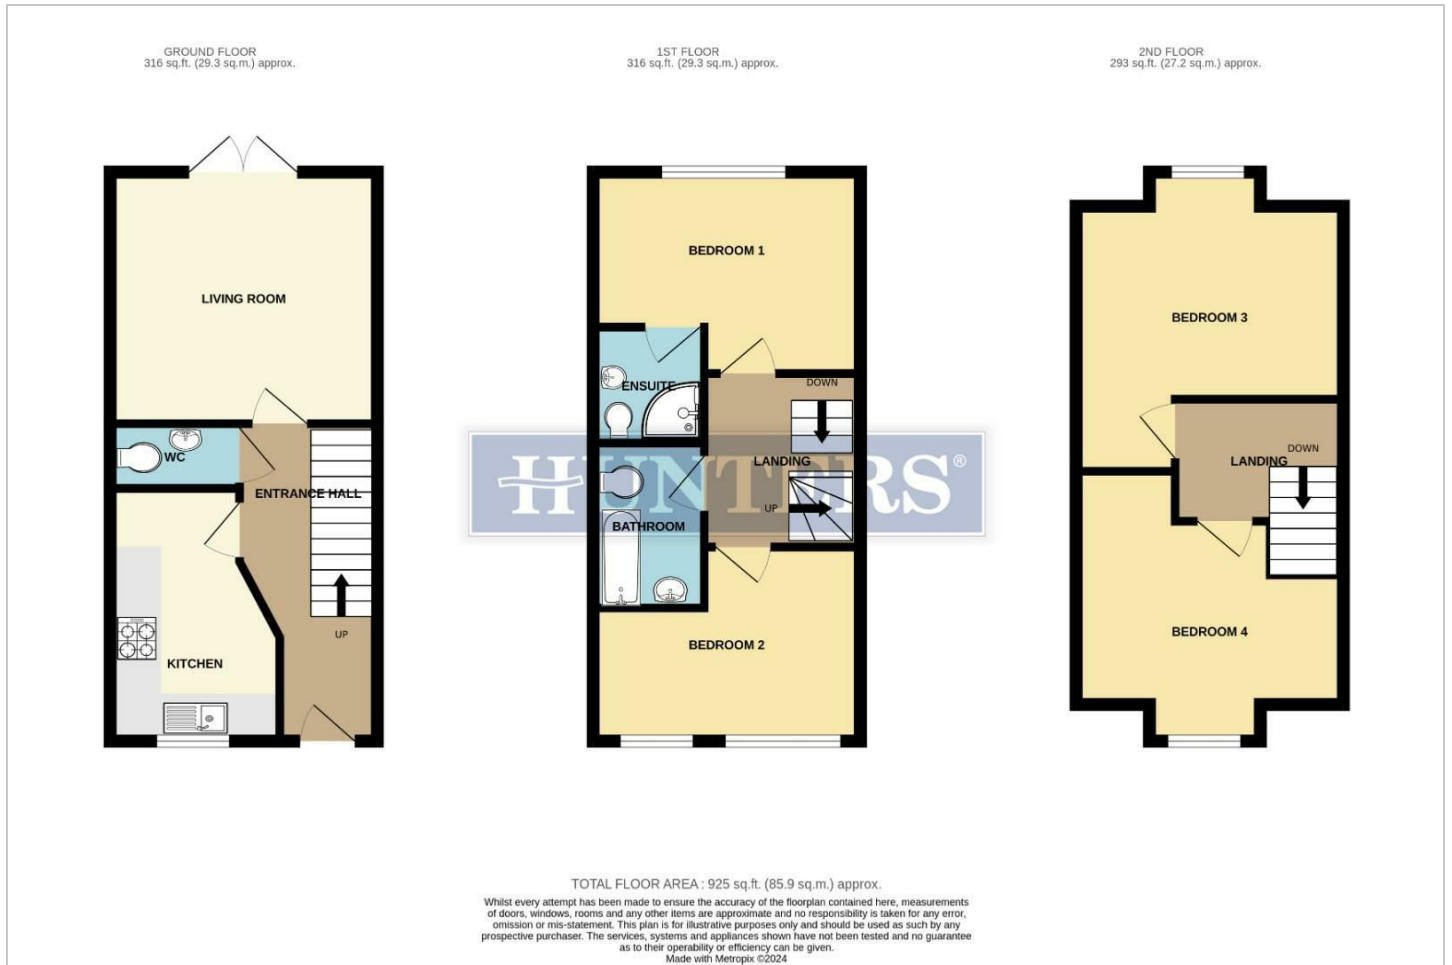 GROUND FLOOR
316 sq.ft. (29.3 sq.m.) approx.
1ST FLOOR
316 sq.ft. (29.3 sq.m.) approx.
2ND FLOOR
293 sq.ft. (27.2 sq.m.) approx.
LIVING ROOM
WC
ENTRANCE HALL
UP
KITCHEN
BEDROOM 1
ENSUITE
DOWN
LANDING
UP
BATHROOM
BEDROOM 2
BEDROOM 3
DOWN
LANDING
BEDROOM 4
HUNTERS®
TOTAL FLOOR AREA : 925 sq.ft. (85.9 sq.m.) approx.
Whilst every attempt has been made to ensure the accuracy of the floorplan contained here, measurements
of doors, windows, rooms and any other items are approximate and no responsibility is taken for any error,
omission or mis-statement. This plan is for illustrative purposes only and should be used as such by any
prospective purchaser. The services, systems and appliances shown have not been tested and no guarantee
as to their operability or efficiency can be given.
Made with Metropix ©2024